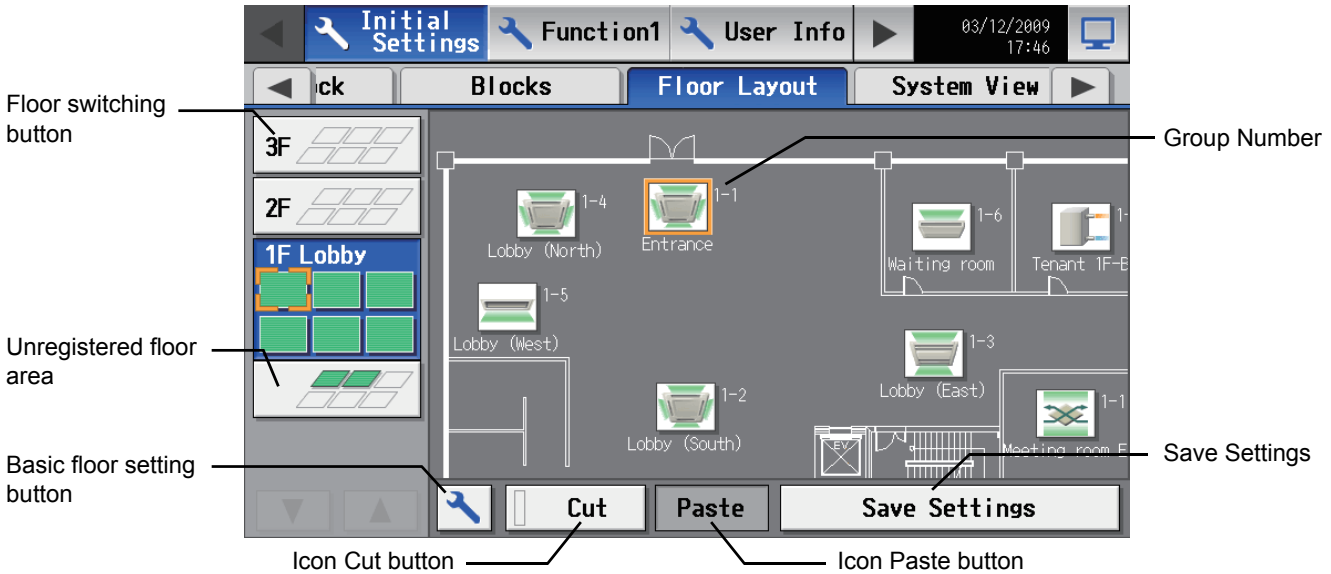 Initial
Settings
Function1
User Info
03/12/2009
17:46
ock
Blocks
Floor Layout
System View
Floor switching
button
3F
2F
1F Lobby
Unregistered floor
area
Basic floor setting
button
Group Number
1-4
Lobby (North)
1-1
Entrance
1-6
Waiting room
1-
Tenant 1F-B
1-5
Lobby (West)
1-3
Lobby (East)
1-2
Lobby (South)
1-1
Meeting room
EV
Save Settings
Cut
Paste
Save Settings
Icon Cut button
Icon Paste button